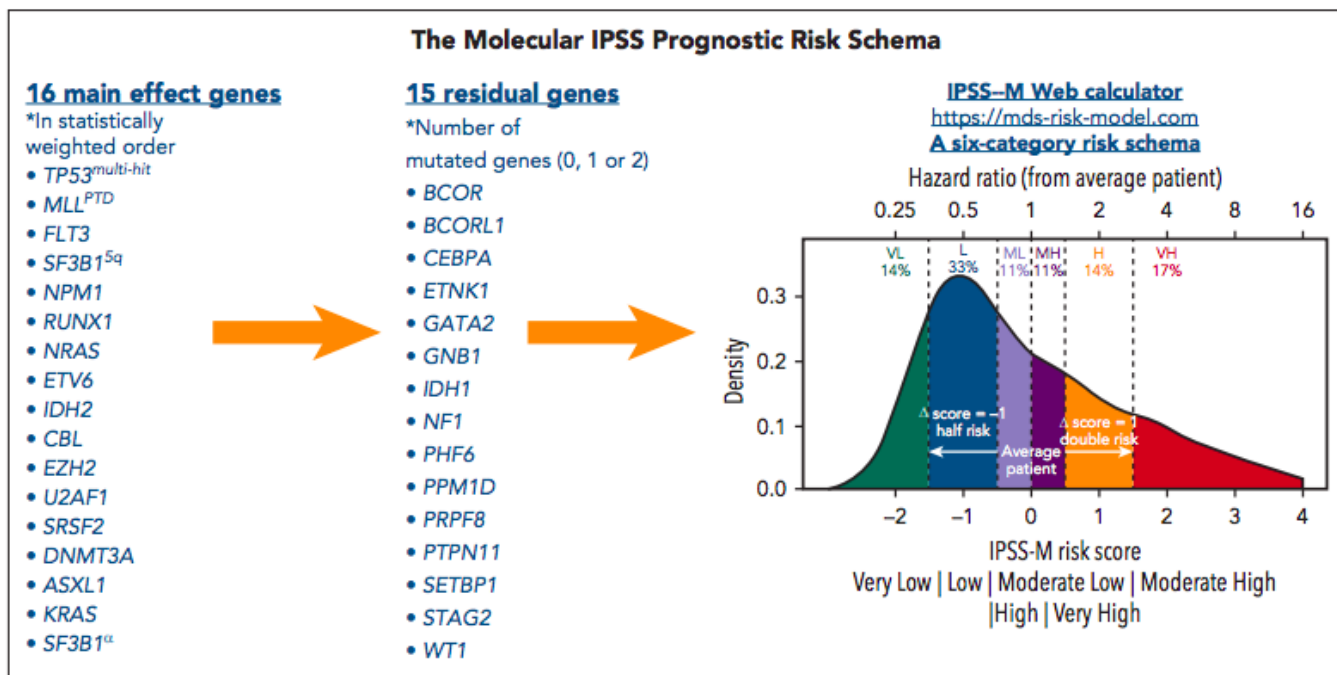 The Molecular IPSS Prognostic Risk Schema
16 main effect genes
*In statistically
weighted order
• TP53multi-hit
• MLLPTD
• FLT3
• SF3B15q
• NPM1
• RUNX1
• NRAS
• ETV6
• IDH2
• CBL
• EZH2
• U2AF1
• SRSF2
• DNMT3A
• ASXL1
• KRAS
• SF3B1α
15 residual genes
*Number of
mutated genes (0, 1 or 2)
• BCOR
• BCORL1
• CEBPA
• ETNK1
• GATA2
• GNB1
• IDH1
• NF1
• PHF6
• PPM1D
• PRPF8
• PTPN11
• SETBP1
• STAG2
• WT1
IPSS--M Web calculator
https://mds-risk-model.com
A six-category risk schema
Hazard ratio (from average patient)
0.25 0.5 1 2 4 8 16
VL L ML MH H VH
14% 33% 11% 11% 14% 17%
Density
0.3
0.2
0.1
0.0
Δ score = –1
half risk
Δ score = 1
double risk
Average
patient
–2 –1 0 1 2 3 4
IPSS-M risk score
Very Low | Low | Moderate Low | Moderate High
|High | Very High